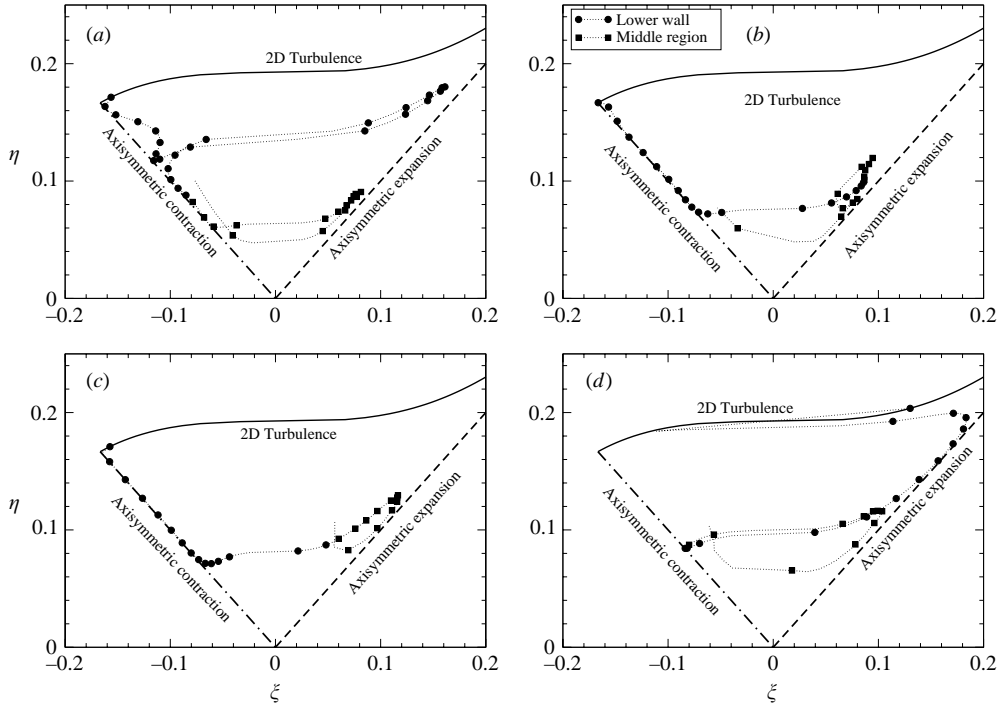 (a)
2D Turbulence
Axisymmetric contraction
Axisymmetric expansion
η
0.2
0.1
0
−0.2
−0.1
0
0.1
0.2
Lower wall
Middle region
(b)
2D Turbulence
Axisymmetric contraction
Axisymmetric expansion
0.2
0.1
0
−0.2
−0.1
0
0.1
0.2
(c)
2D Turbulence
Axisymmetric contraction
Axisymmetric expansion
η
0.2
0.1
0
−0.2
−0.1
0
0.1
0.2
ξ
(d)
2D Turbulence
Axisymmetric contraction
Axisymmetric expansion
0.2
0.1
0
−0.2
−0.1
0
0.1
0.2
ξ